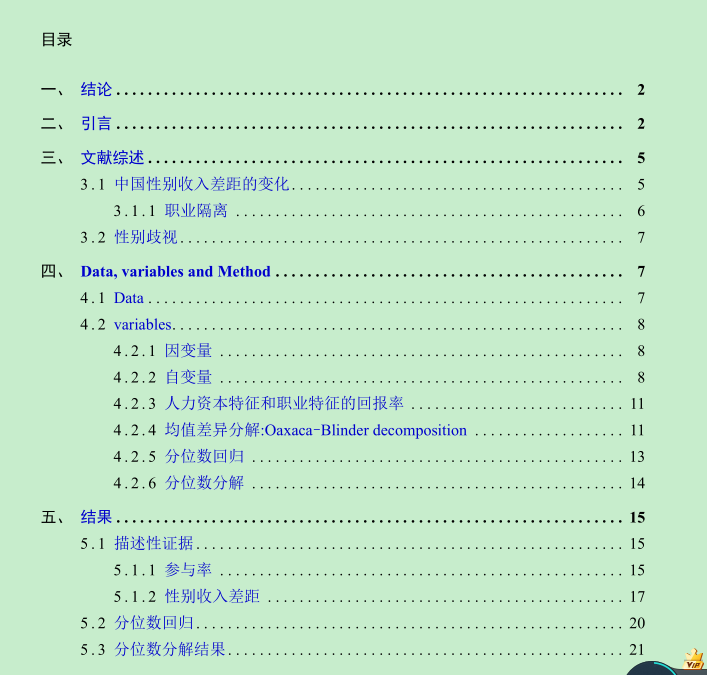 目录
一、 结论 2
二、 引言 2
三、 文献综述 5
3.1 中国性别收入差距的变化 5
3.1.1 职业隔离 6
3.2 性别歧视 7
四、 Data, variables and Method 7
4.1 Data 7
4.2 variables 8
4.2.1 因变量 8
4.2.2 自变量 8
4.2.3 人力资本特征和职业特征的回报率 11
4.2.4 均值差异分解:Oaxaca-Blinder decomposition 11
4.2.5 分位数回归 13
4.2.6 分位数分解 14
五、 结果 15
5.1 描述性证据 15
5.1.1 参与率 15
5.1.2 性别收入差距 17
5.2 分位数回归 20
5.3 分位数分解结果 21
VIP